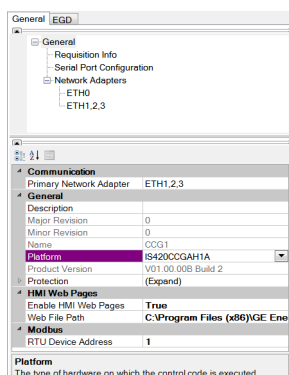 General EGD
General
Requisition Info
Serial Port Configuration
Network Adapters
ETH0
ETH1,2,3
Communication
Primary Network Adapter ETH1,2,3
General
Description
Major Revision 0
Minor Revision 0
Name CCG1
Platform IS420CCGAH1A
Product Version V01.00.00B Build 2
Protection (Expand)
HMI Web Pages
Enable HMI Web Pages True
Web File Path C:\Program Files (x86)\GE Ene
Modbus
RTU Device Address 1
Platform
The type of hardware on which the control code is executed